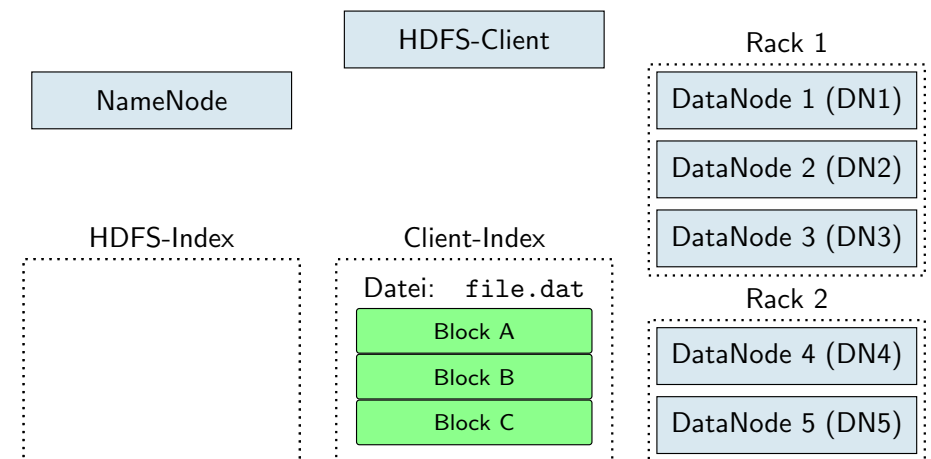 HDFS-Client
NameNode
HDFS-Index
Client-Index
Datei: file.dat
Block A
Block B
Block C
Rack 1
DataNode 1 (DN1)
DataNode 2 (DN2)
DataNode 3 (DN3)
Rack 2
DataNode 4 (DN4)
DataNode 5 (DN5)